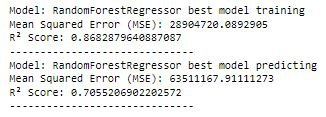 Model: RandomForestRegressor best model training
Mean Squared Error (MSE): 28904720.0892905
R² Score: 0.8682879640887087
------------------------------
Model: RandomForestRegressor best model predicting
Mean Squared Error (MSE): 63511167.91111273
R² Score: 0.7055206902202572
------------------------------